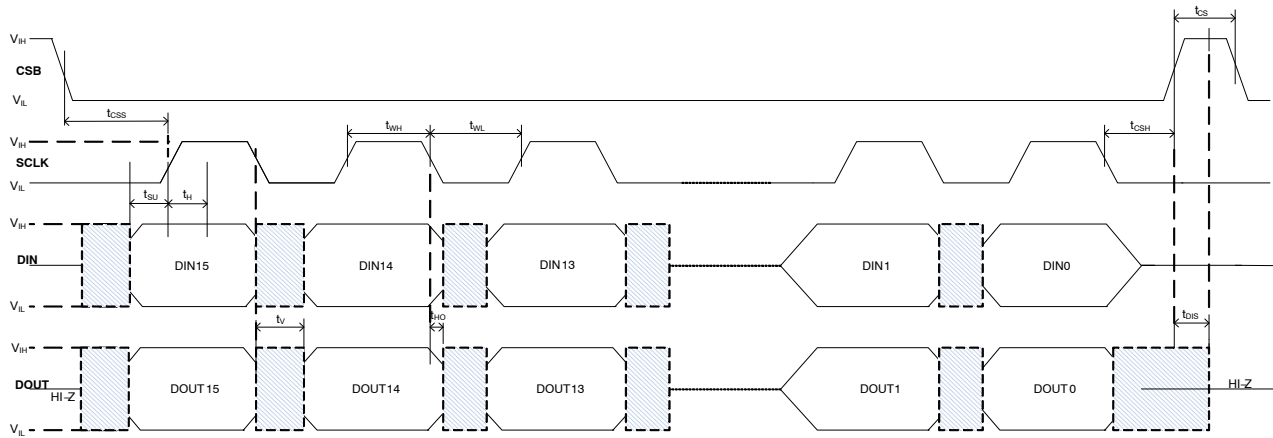 tCS
VIH
CSB
VIL
tCSS
tWH
tWL
tCSH
VIH
SCLK
VIL
tSU
tH
VIH
DIN
DIN15
DIN14
DIN13
DIN1
DIN0
VIL
tV
tHO
tDIS
VIH
DOUT
HI-Z
DOUT15
DOUT14
DOUT13
DOUT1
DOUT0
HI-Z
VIL